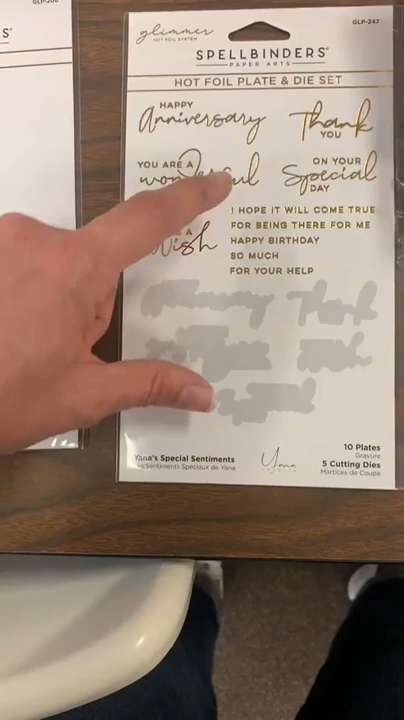 S'
glimmer
HOT FOIL SYSTEM
GLP-247
SPELLBINDERS®
PAPER ARTS
HOT FOIL PLATE & DIE SET
HAPPY
Anniversary
Thank
YOU
YOU ARE A
wonderful
ON YOUR
Special
DAY
A
Wish
I HOPE IT WILL COME TRUE
FOR BEING THERE FOR ME
HAPPY BIRTHDAY
SO MUCH
FOR YOUR HELP
Yana's Special Sentiments
Sentiments Spéciaux de Yana
Yana
10 Plates
Gravure
5 Cutting Dies
Matrices de Coupe